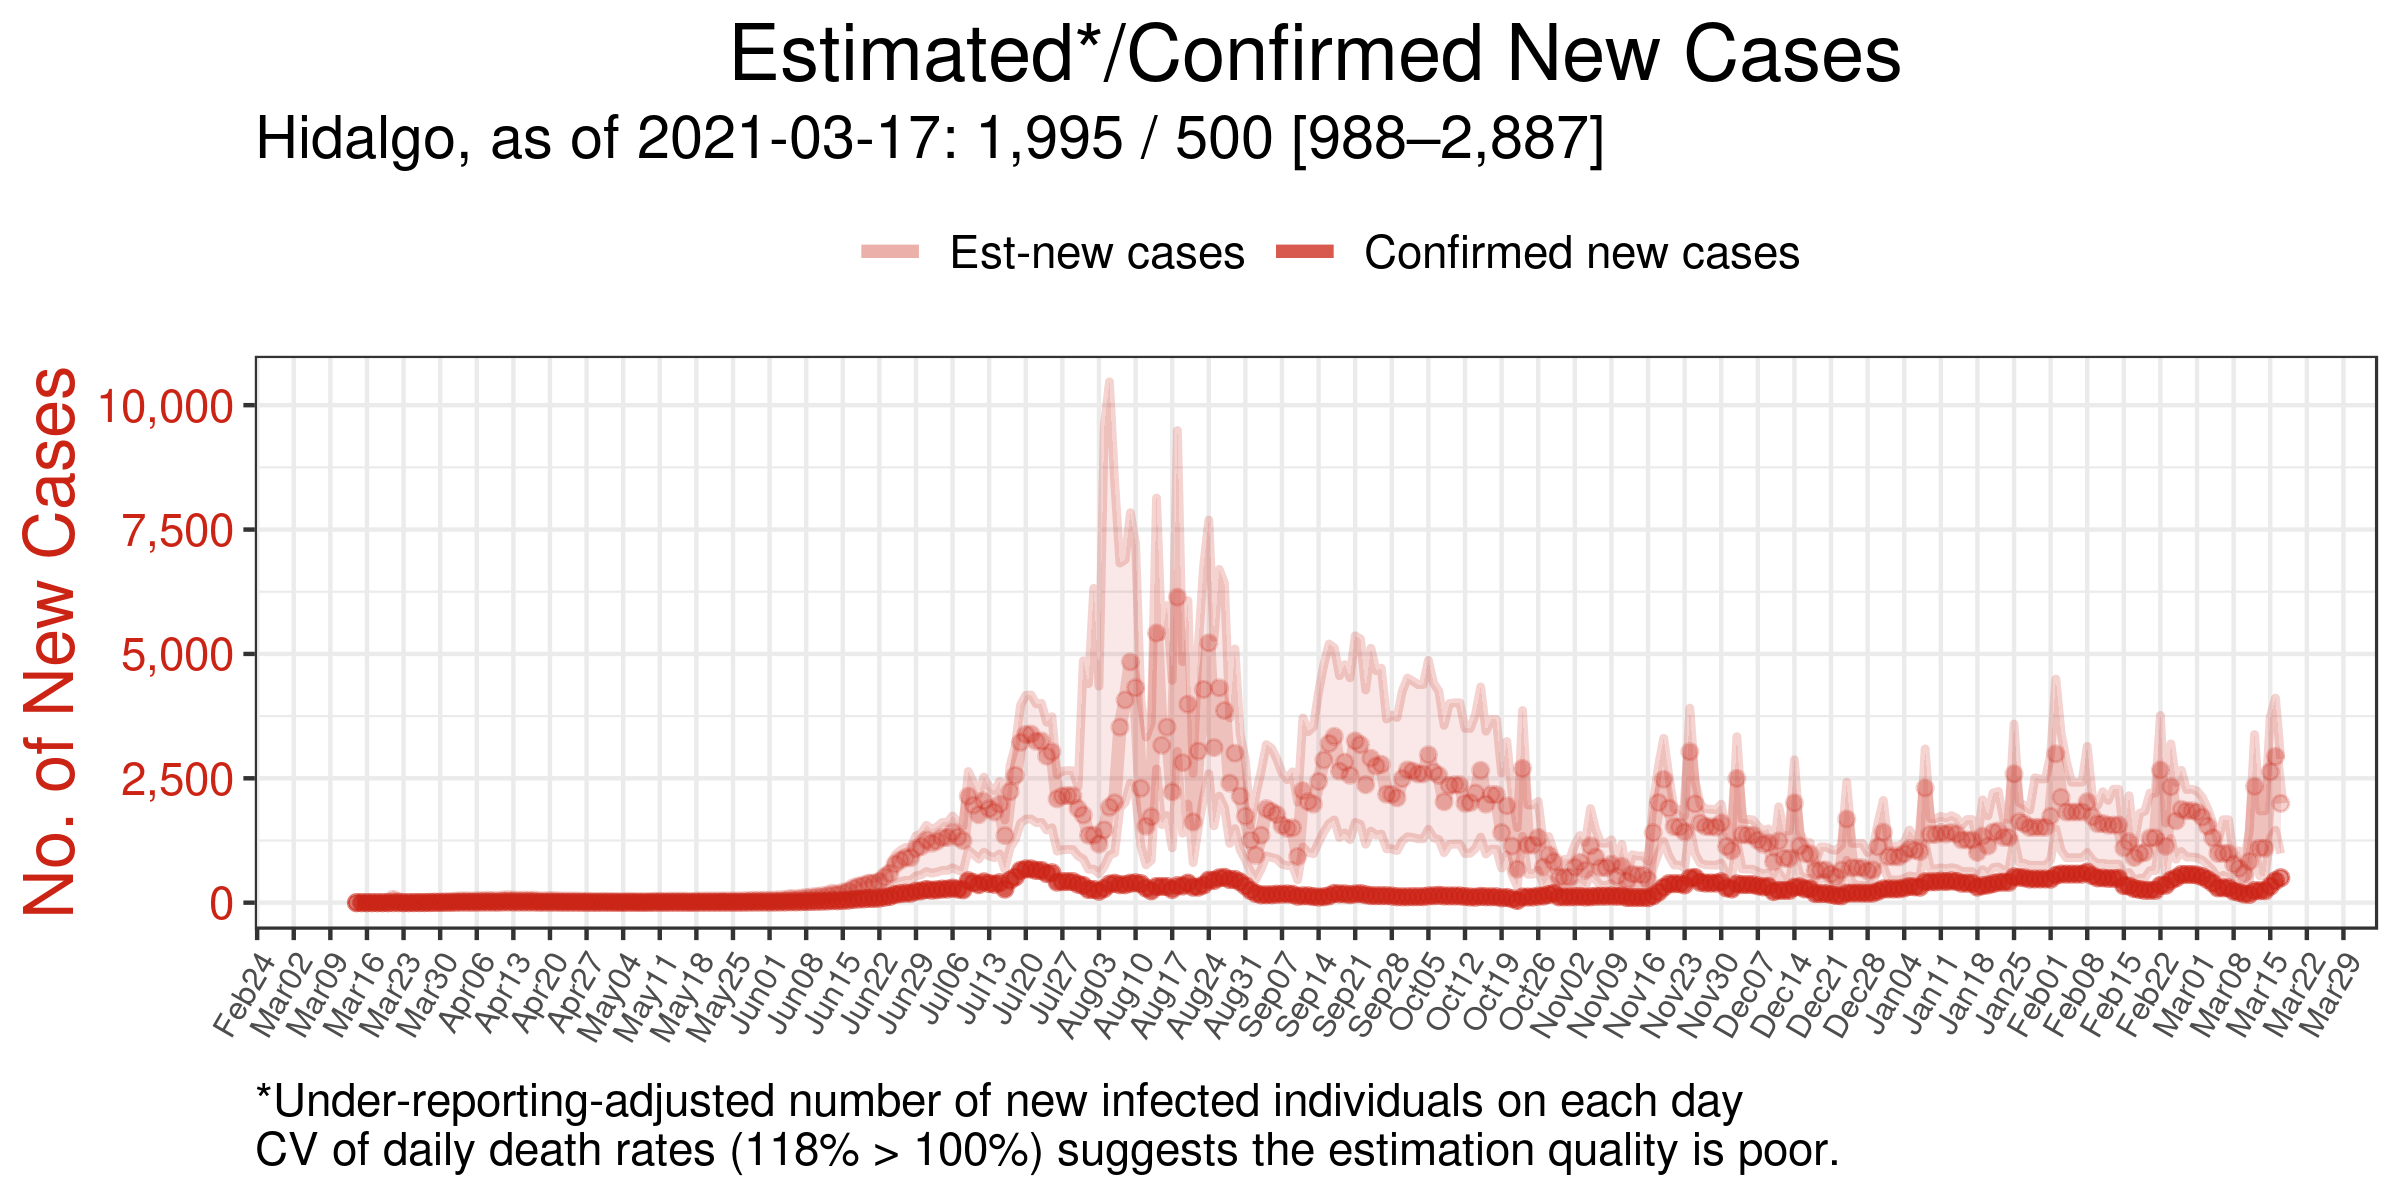 Estimated*/Confirmed New Cases
Hidalgo, as of 2021-03-17: 1,995 / 500 [988–2,887]
Est-new cases Confirmed new cases
No. of New Cases
10,000
7,500
5,000
2,500
0
Feb24 Mar02 Mar09 Mar16 Mar23 Mar30 Apr06 Apr13 Apr20 Apr27 May04 May11 May18 May25 Jun01 Jun08 Jun15 Jun22 Jun29 Jul06 Jul13 Jul20 Jul27 Aug03 Aug10 Aug17 Aug24 Aug31 Sep07 Sep14 Sep21 Sep28 Oct05 Oct12 Oct19 Oct26 Nov02 Nov09 Nov16 Nov23 Nov30 Dec07 Dec14 Dec21 Dec28 Jan04 Jan11 Jan18 Jan25 Feb01 Feb08 Feb15 Feb22 Mar01 Mar08 Mar15 Mar22 Mar29
*Under-reporting-adjusted number of new infected individuals on each day
CV of daily death rates (118% > 100%) suggests the estimation quality is poor.